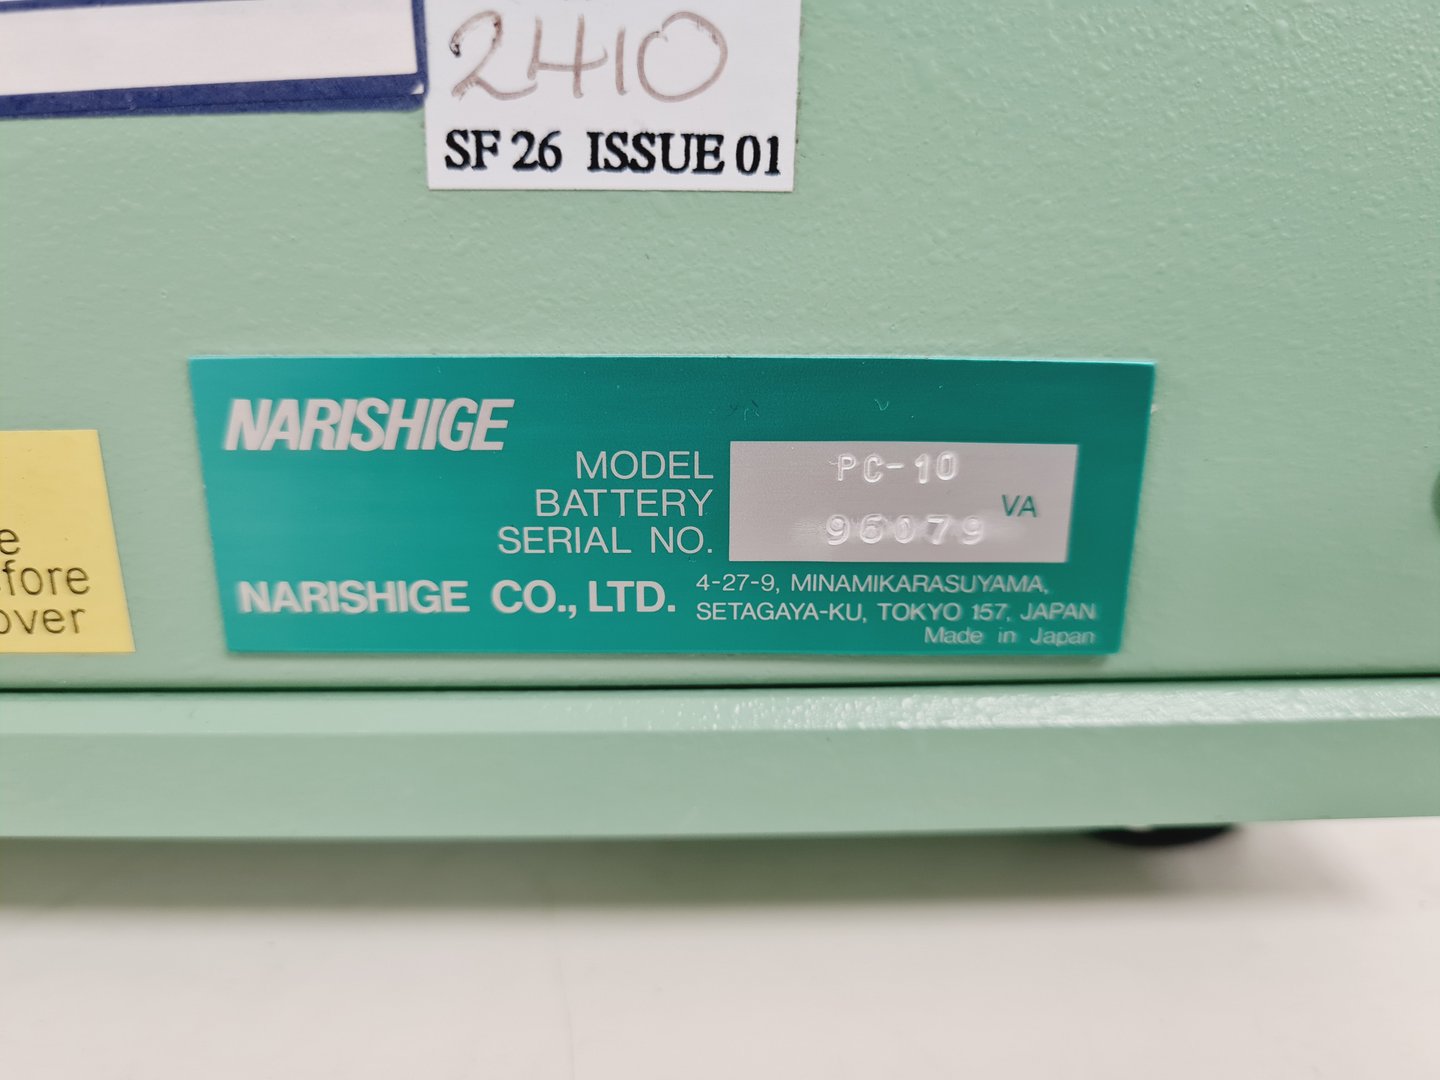 2410
SF 26 ISSUE 01
NARISHIGE
MODEL PC-10
BATTERY VA
SERIAL NO. 96079
NARISHIGE CO., LTD. 4-27-9, MINAMIKARASUYAMA,
SETAGAYA-KU, TOKYO 157, JAPAN
Made in Japan
e
fore
over